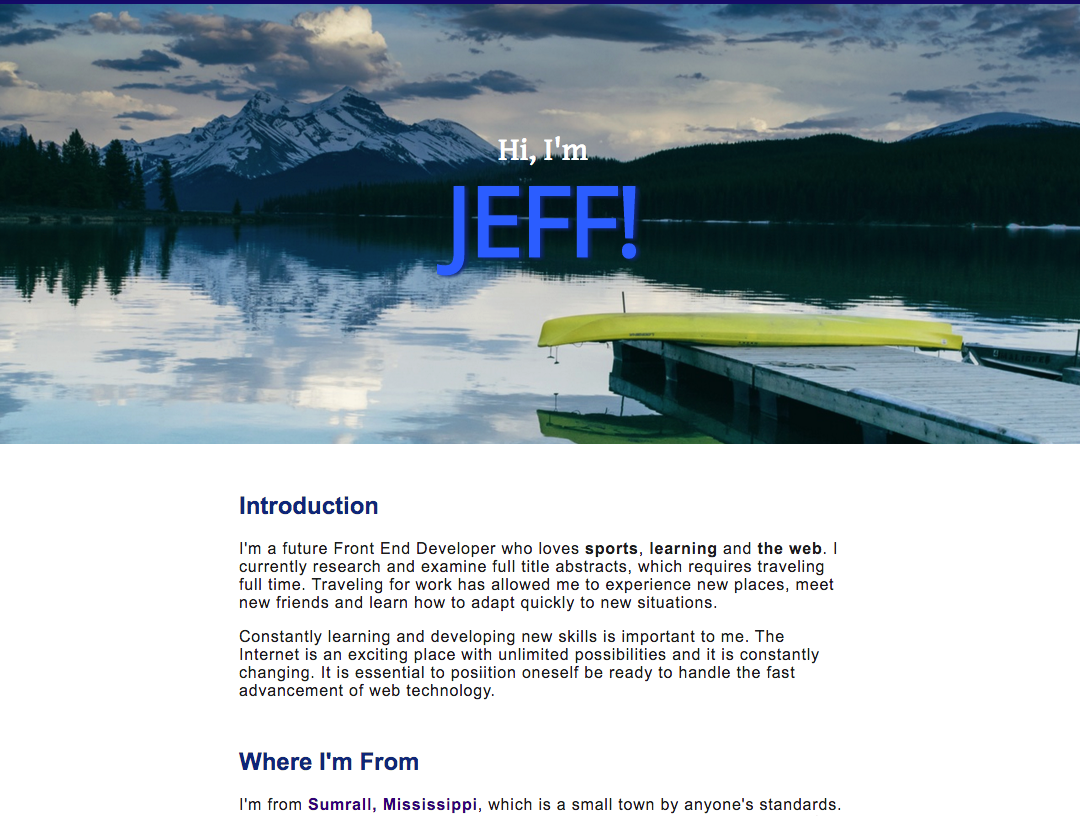 Hi, I'm
JEFF!
Introduction
I'm a future Front End Developer who loves sports, learning and the web. I
currently research and examine full title abstracts, which requires traveling
full time. Traveling for work has allowed me to experience new places, meet
new friends and learn how to adapt quickly to new situations.
Constantly learning and developing new skills is important to me. The
Internet is an exciting place with unlimited possibilities and it is constantly
changing. It is essential to posiition oneself be ready to handle the fast
advancement of web technology.
Where I'm From
I'm from Sumrall, Mississippi, which is a small town by anyone's standards.